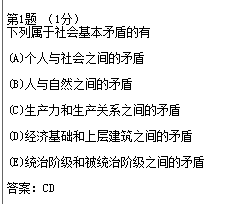 第1题 （1分）
下列属于社会基本矛盾的有
(A)个人与社会之间的矛盾
(B)人与自然之间的矛盾
(C)生产力和生产关系之间的矛盾
(D)经济基础和上层建筑之间的矛盾
(E)统治阶级和被统治阶级之间的矛盾
答案：CD